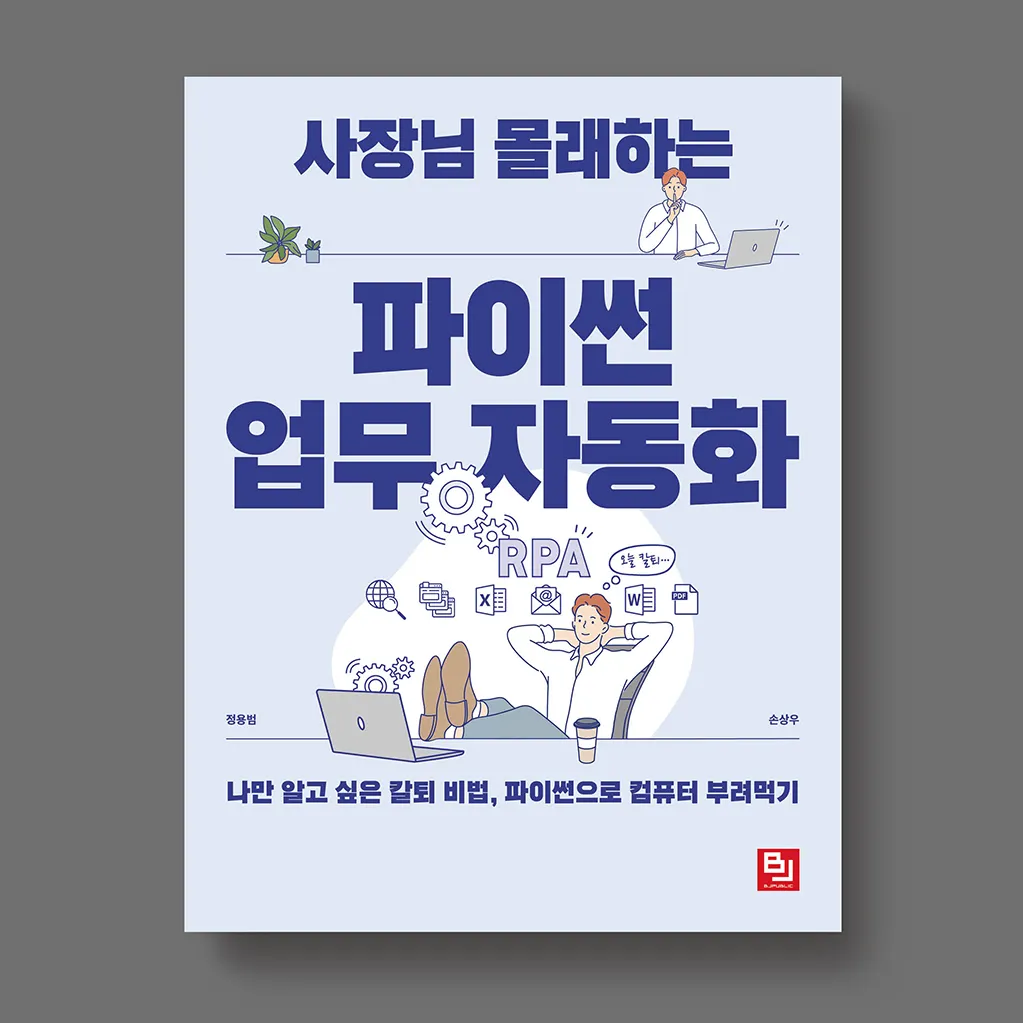 사장님 몰래하는
파이썬
업무 자동화
RPA
오늘 칼퇴...
X
@
W
PDF
정용범
손상우
나만 알고 싶은 칼퇴 비법, 파이썬으로 컴퓨터 부려먹기
BJ
BJPUBLIC